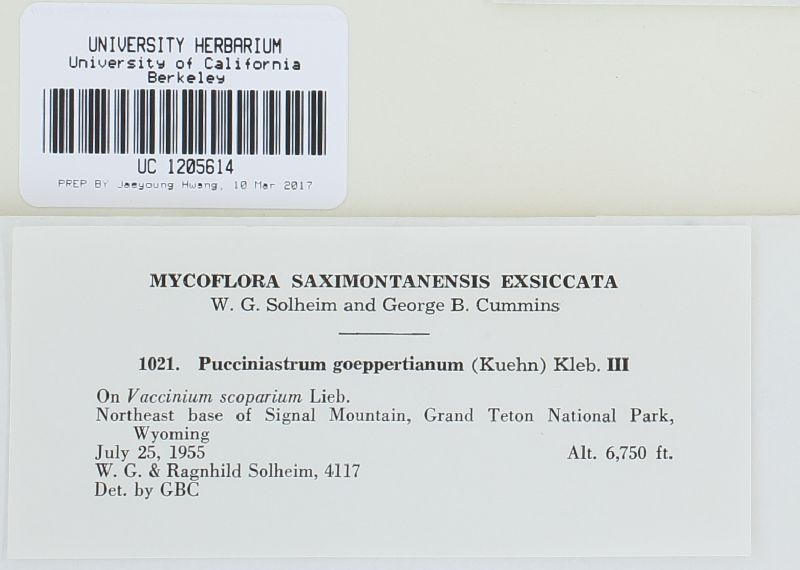 UNIVERSITY HERBARIUM
University of California
Berkeley
UC 1205614
PREP BY Jaeyoung Hwang, 10 Mar 2017
MYCOFLORA SAXIMONTANENSIS EXSICCATA
W. G. Solheim and George B. Cummins
1021. Pucciniastrum goeppertianum (Kuehn) Kleb. III
On Vaccinium scoparium Lieb.
Northeast base of Signal Mountain, Grand Teton National Park,
Wyoming
July 25, 1955 Alt. 6,750 ft.
W. G. & Ragnhild Solheim, 4117
Det. by GBC